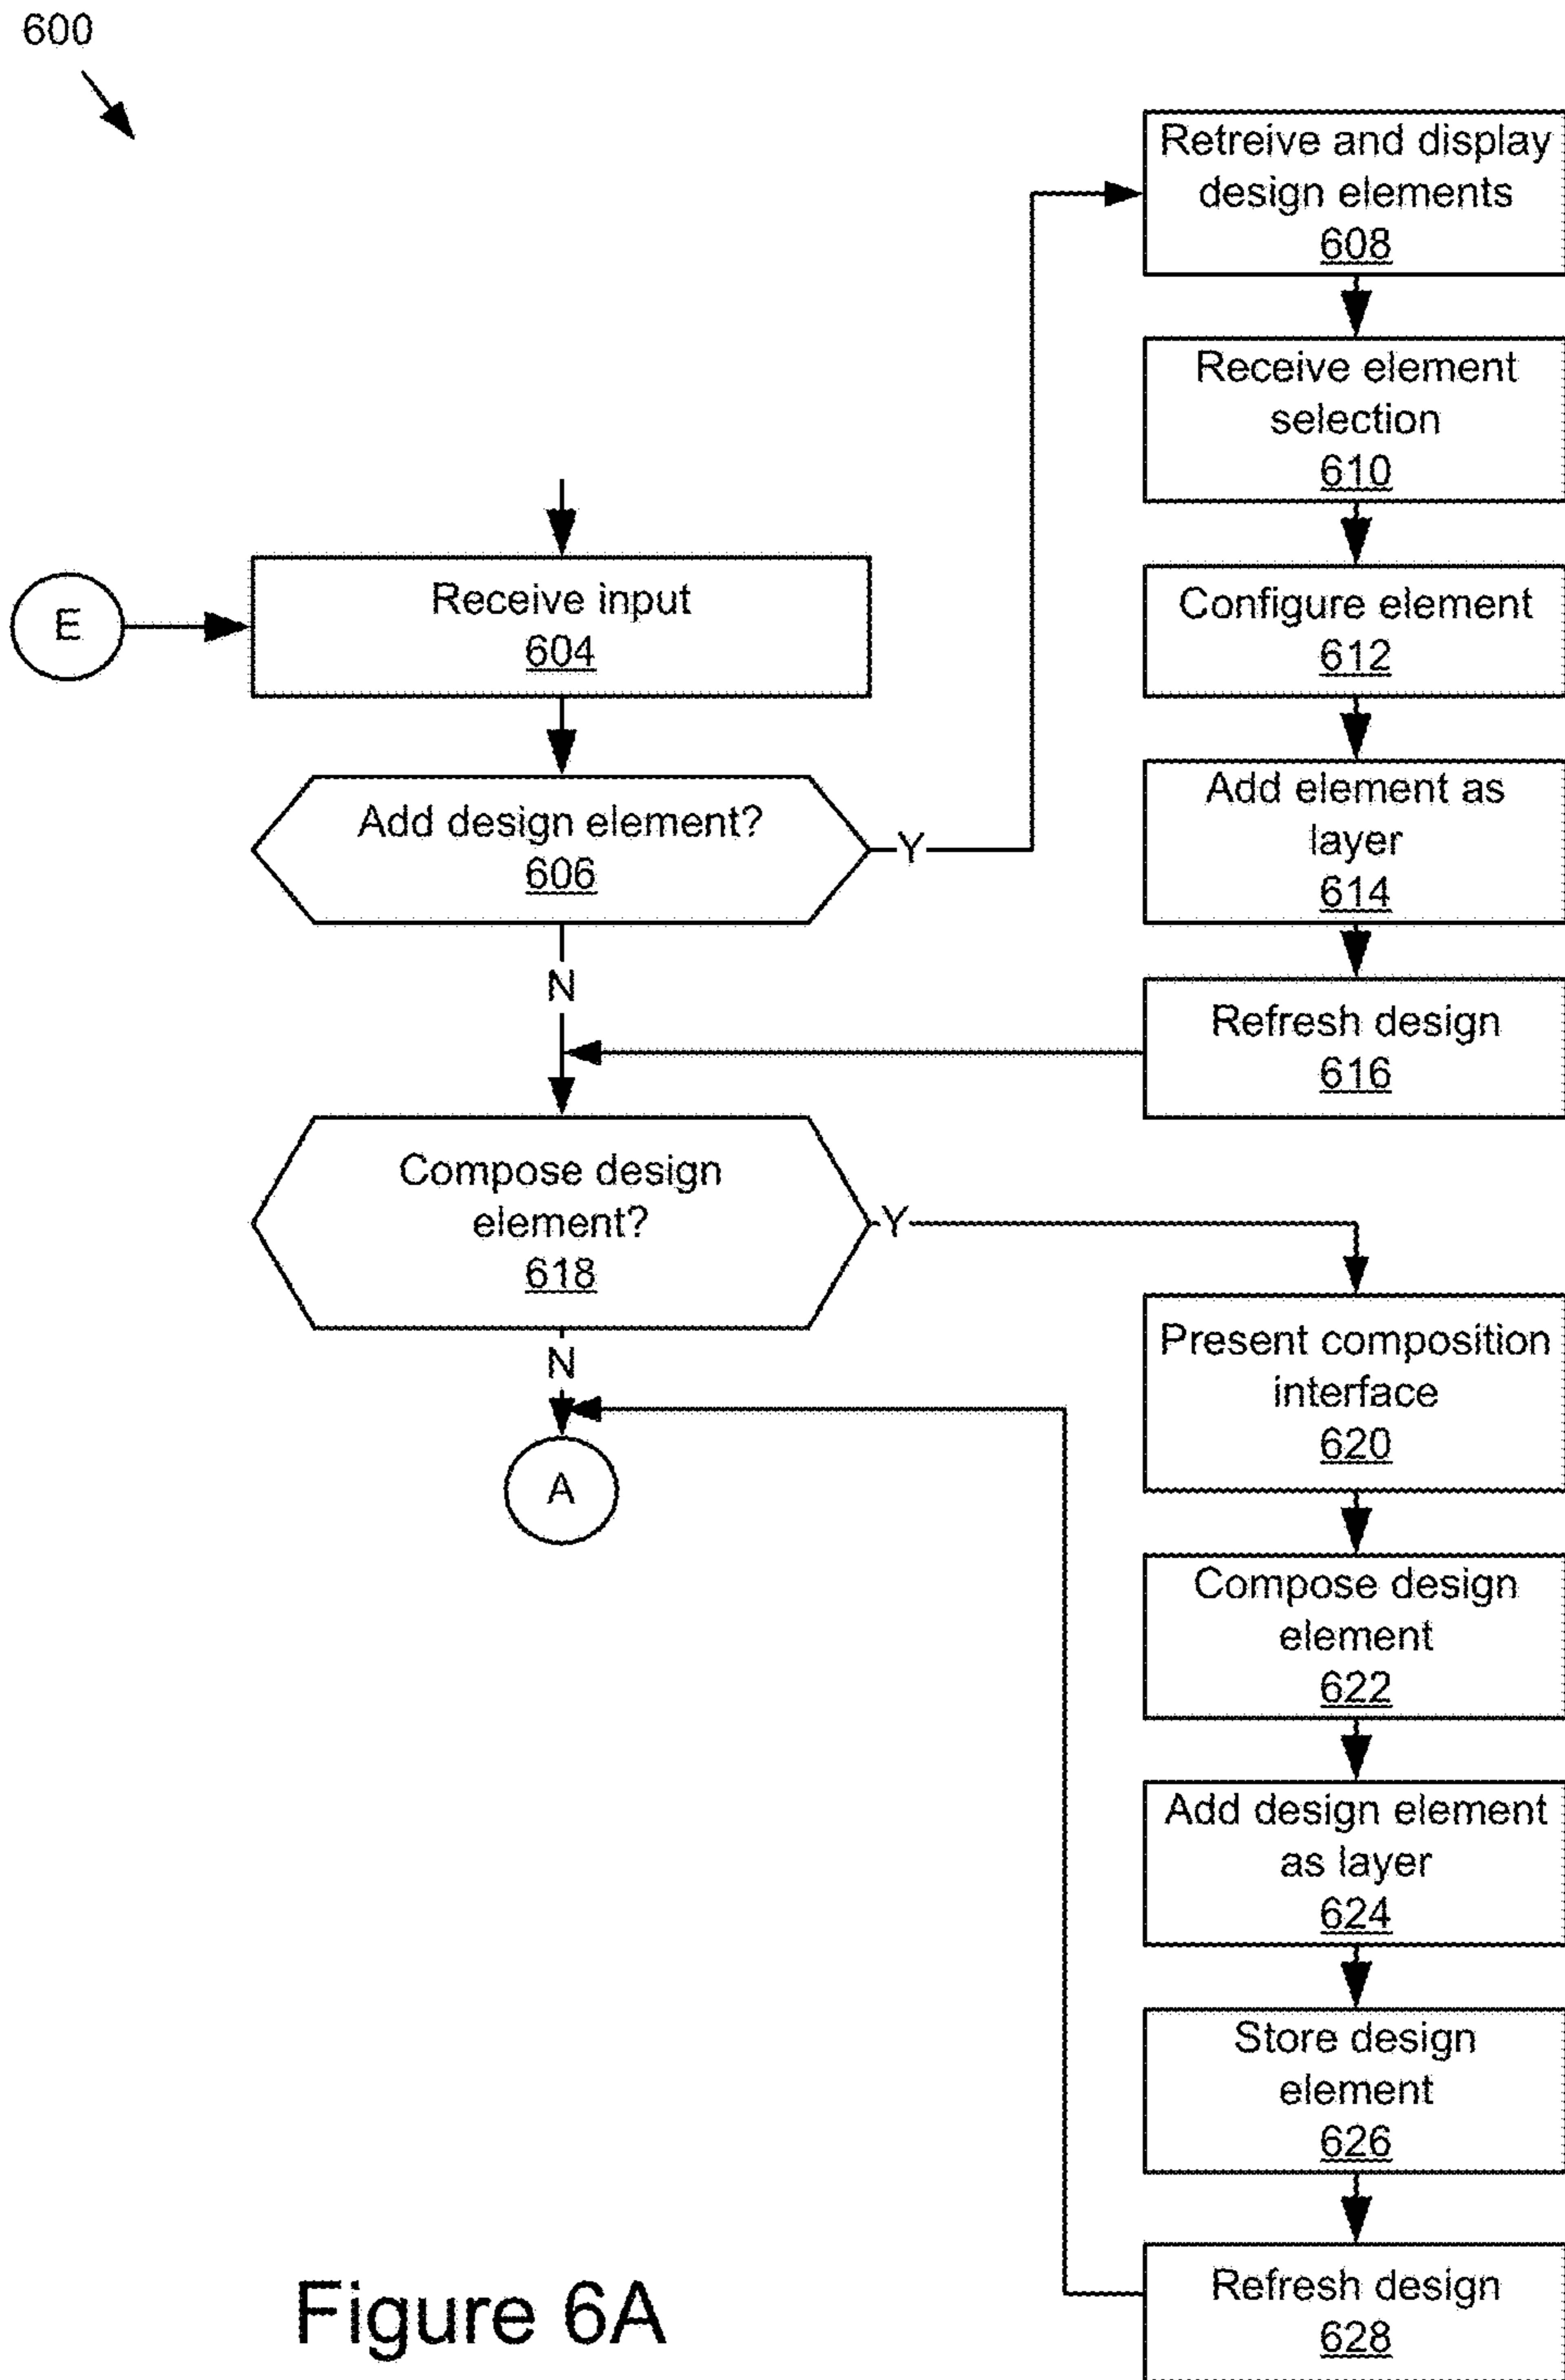 600
Retreive and display
design elements
608
Receive element
selection
610
Configure element
612
Add element as
layer
614
Refresh design
616
E
Receive input
604
Add design element?
606
Y
N
Compose design
element?
618
Y
N
A
Present composition
interface
620
Compose design
element
622
Add design element
as layer
624
Store design
element
626
Refresh design
628
Figure 6A